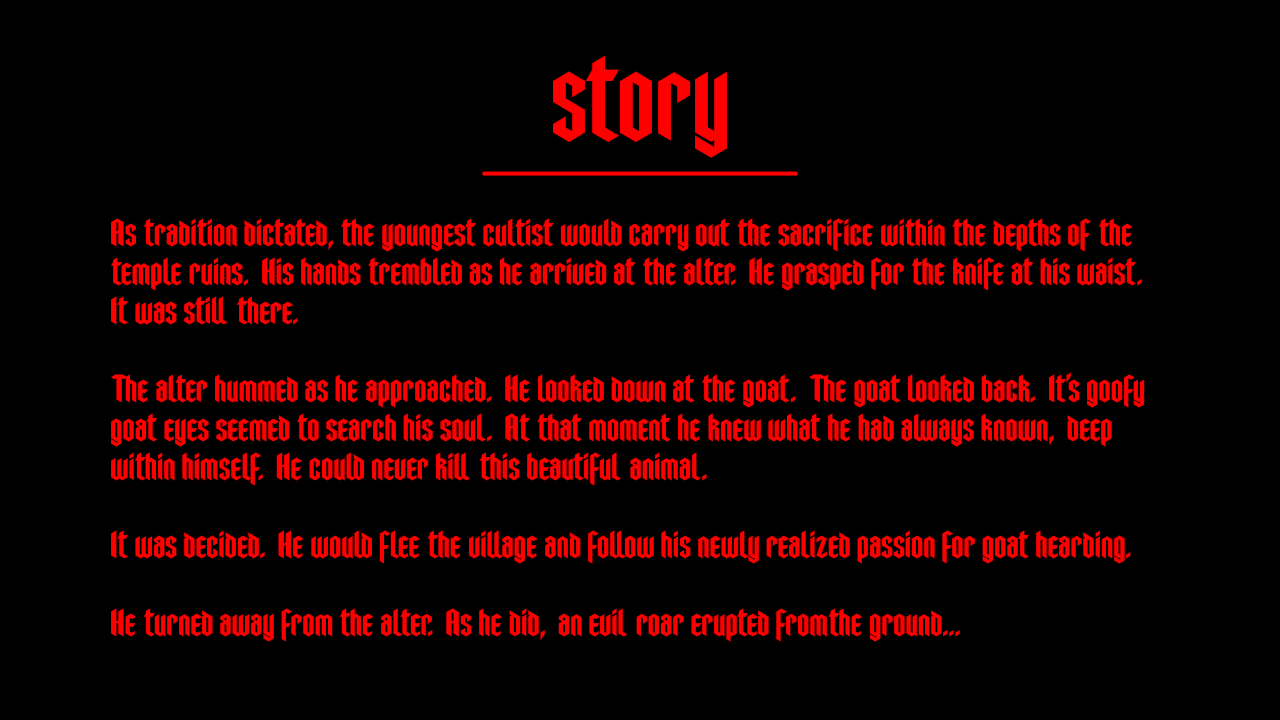 story
As tradition dictated, the youngest cultist would carry out the sacrifice within the depths of the
temple ruins. His hands trembled as he arrived at the alter. He grasped for the knife at his waist.
It was still there.
The alter hummed as he approached. He looked down at the goat. The goat looked back. It's goofy
goat eyes seemed to search his soul. At that moment he knew what he had always known, deep
within himself. He could never kill this beautiful animal.
It was decided. He would flee the village and follow his newly realized passion for goat hearding.
He turned away from the alter. As he did, an evil roar erupted fromthe ground...